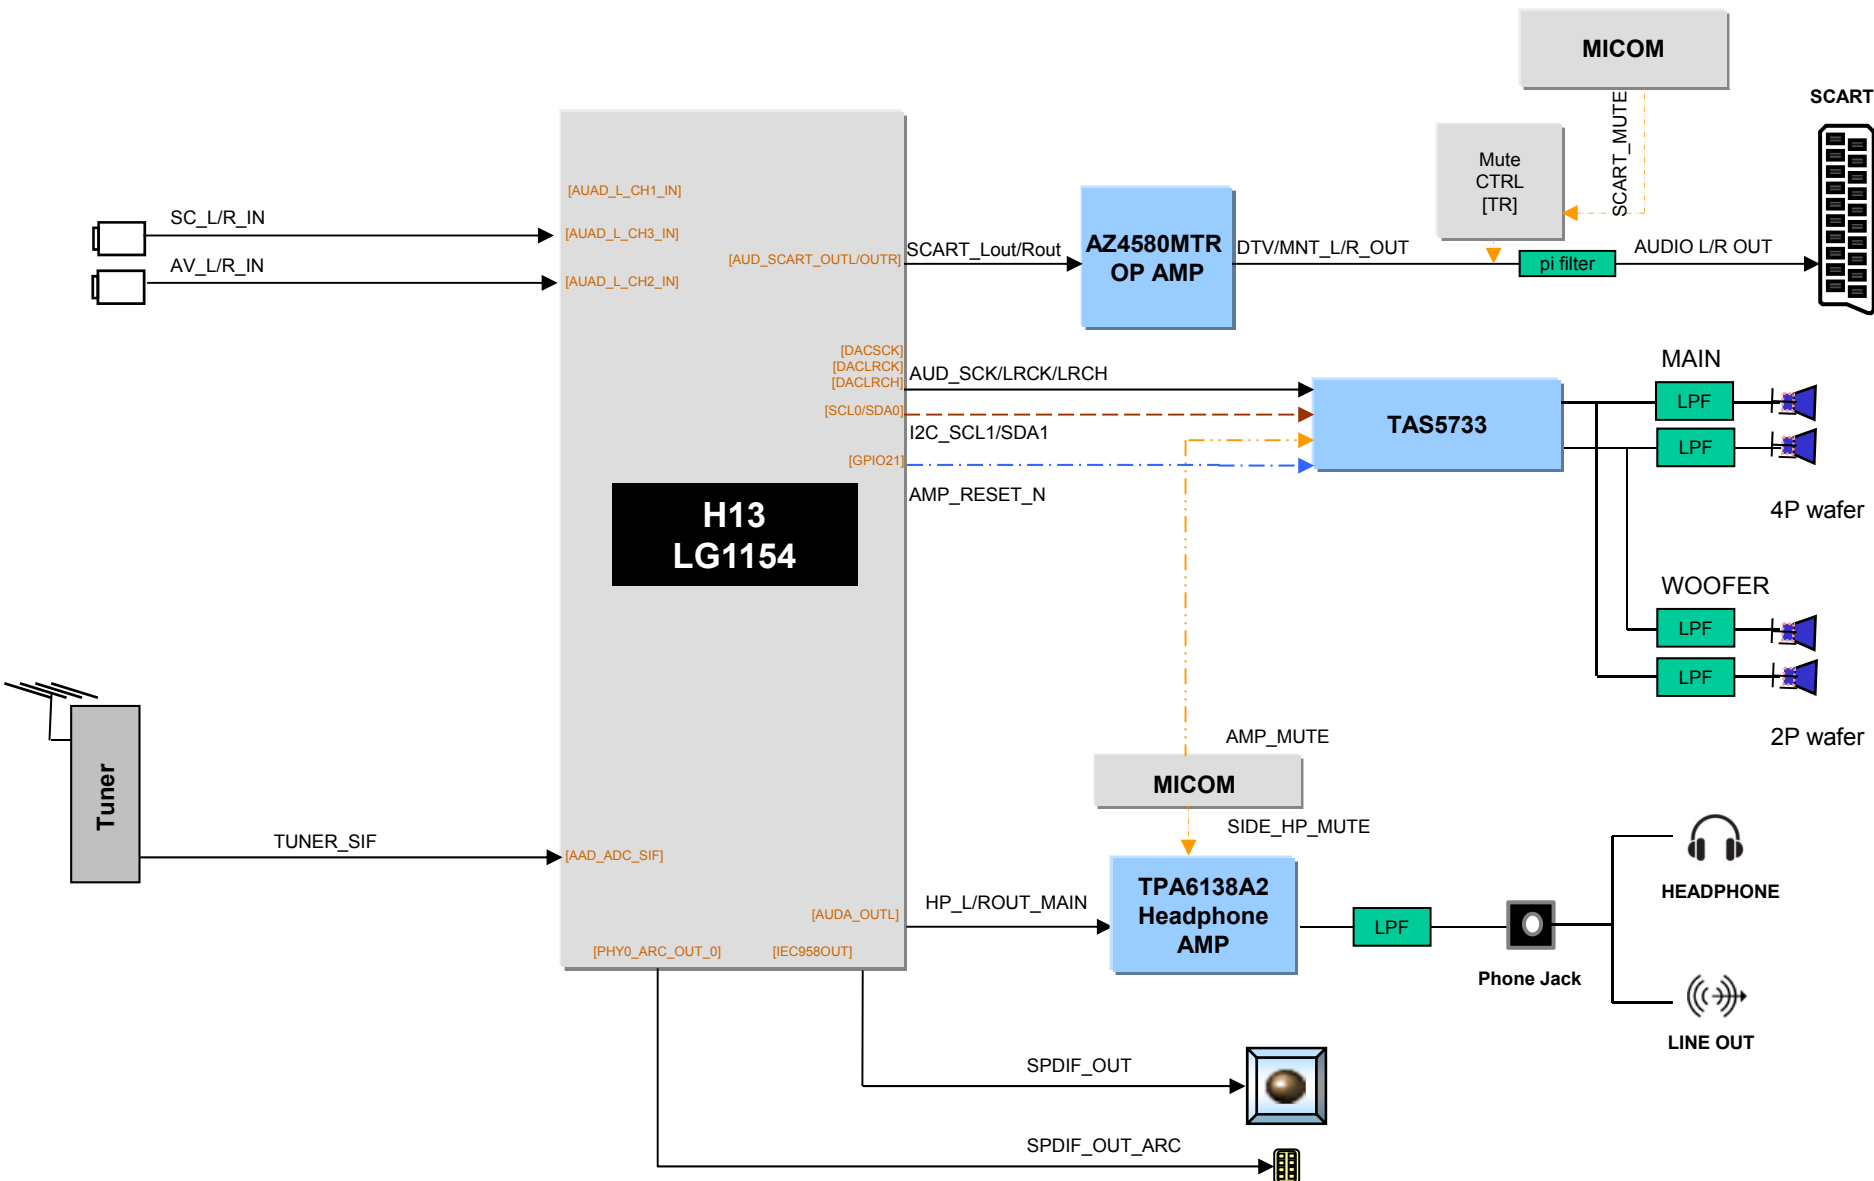 MICOM
SCART
SCART_MUTE
Mute
CTRL
[TR]
[AUAD_L_CH1_IN]
SC_L/R_IN
[AUAD_L_CH3_IN]
[AUD_SCART_OUTL/OUTR]
SCART_Lout/Rout
AZ4580MTR
OP AMP
DTV/MNT_L/R_OUT
pi filter
AUDIO L/R OUT
AV_L/R_IN
[AUAD_L_CH2_IN]
[DACSCK]
[DACLRCK]
[DACLRCH]
AUD_SCK/LRCK/LRCH
[SCL0/SDA0]
I2C_SCL1/SDA1
[GPIO21]
AMP_RESET_N
TAS5733
MAIN
LPF
LPF
4P wafer
H13
LG1154
WOOFER
LPF
LPF
2P wafer
AMP_MUTE
MICOM
SIDE_HP_MUTE
Tuner
TUNER_SIF
[AAD_ADC_SIF]
[AUDA_OUTL]
HP_L/ROUT_MAIN
TPA6138A2
Headphone
AMP
LPF
Phone Jack
HEADPHONE
LINE OUT
[PHY0_ARC_OUT_0]
[IEC958OUT]
SPDIF_OUT
SPDIF_OUT_ARC